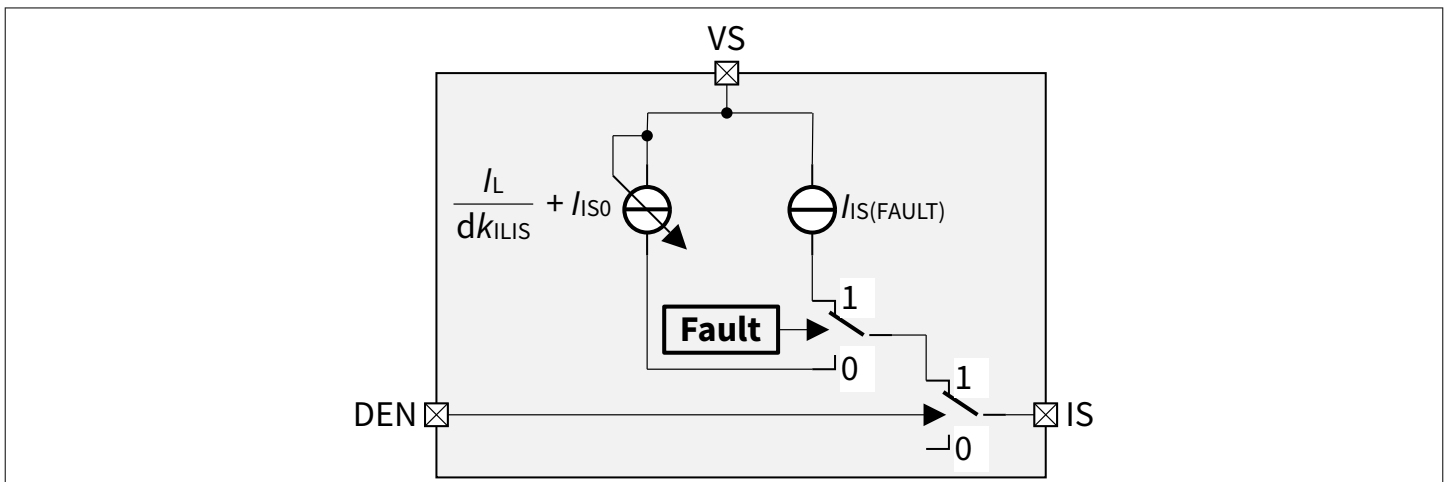 VS
I_L
+ I_IS0
dk_ILIS
I_IS(FAULT)
1
Fault
0
1
DEN
IS
0